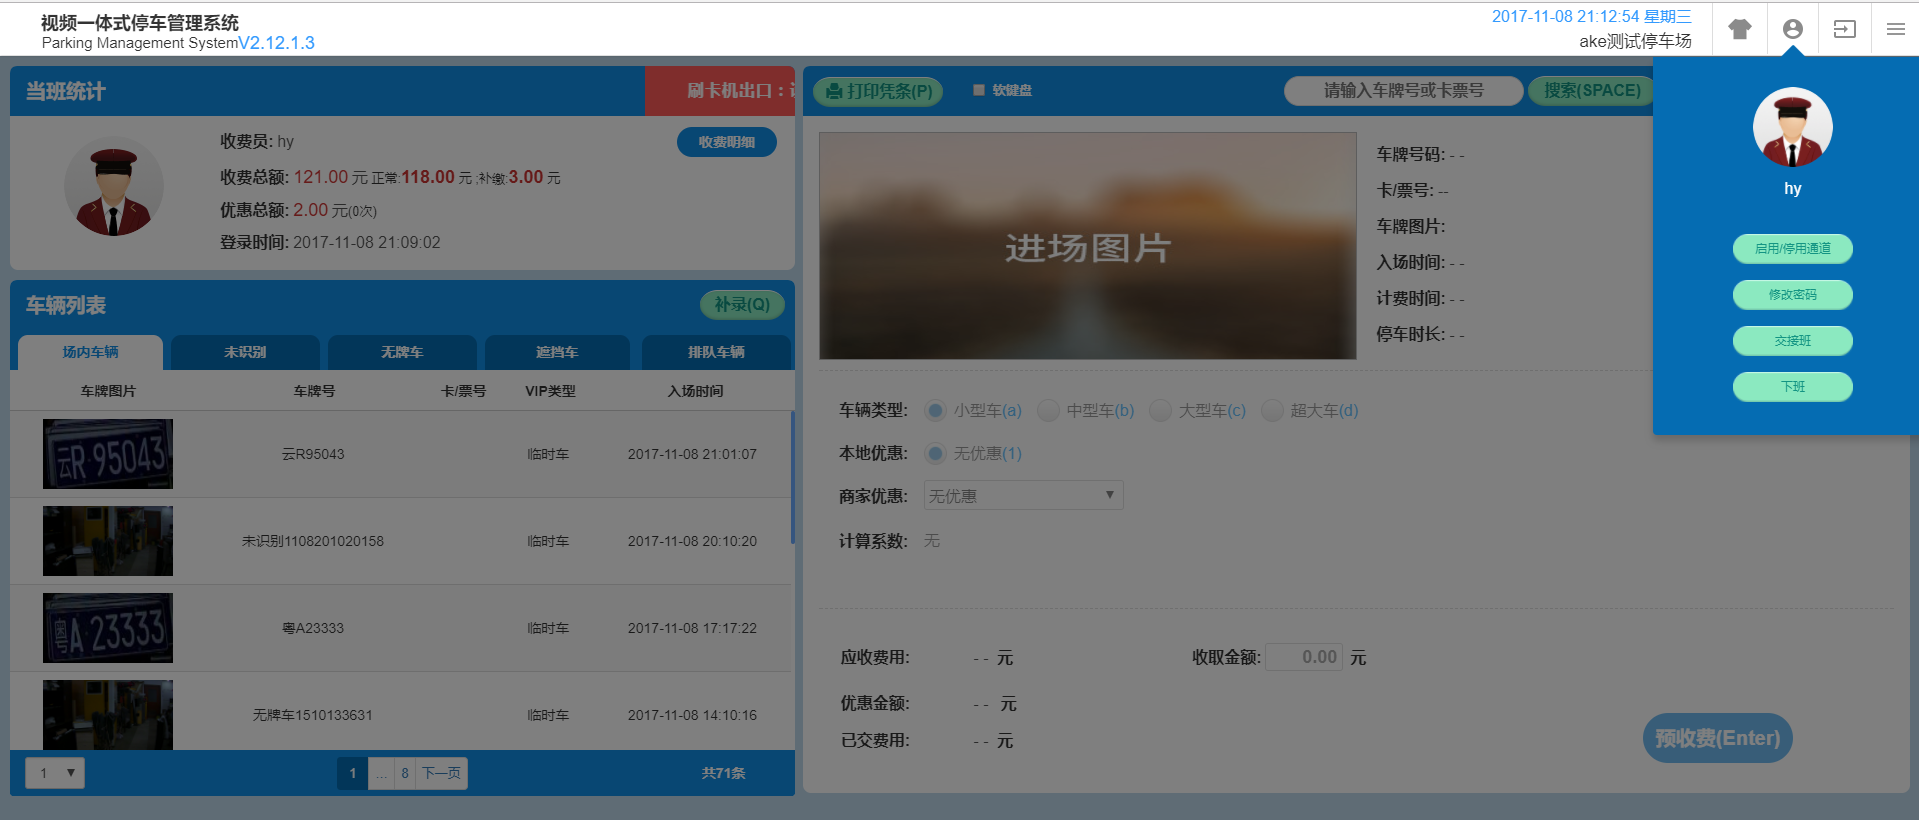 视频一体式停车管理系统
Parking Management SystemV2.12.1.3
2017-11-08 21:12:54 星期三
ake测试停车场
当班统计
刷卡机出口：
收费员: hy
收费明细
收费总额: 121.00 元 正常:118.00 元 ;补缴:3.00 元
优惠总额: 2.00 元(0次)
登录时间: 2017-11-08 21:09:02
车辆列表
补录(Q)
场内车辆 未识别 无牌车 遮挡车 排队车辆
车牌图片 车牌号 卡/票号 VIP类型 入场时间
云R·95043 云R95043 临时车 2017-11-08 21:01:07
未识别1108201020158 临时车 2017-11-08 20:10:20
粤A·23333 粤A23333 临时车 2017-11-08 17:17:22
无牌车1510133631 临时车 2017-11-08 14:10:16
1 ▼ 1 ... 8 下一页 共71条
打印凭条(P) 软键盘 请输入车牌号或卡票号 搜索(SPACE)
进场图片
车牌号码: - -
卡/票号: --
车牌图片:
入场时间: - -
计费时间: - -
停车时长: - -
车辆类型: 小型车(a) 中型车(b) 大型车(c) 超大车(d)
本地优惠: 无优惠(1)
商家优惠: 无优惠 ▼
计算系数: 无
应收费用: - - 元 收取金额: 0.00 元
优惠金额: - - 元
已交费用: - - 元
预收费(Enter)
hy
启用/停用通道
修改密码
交接班
下班